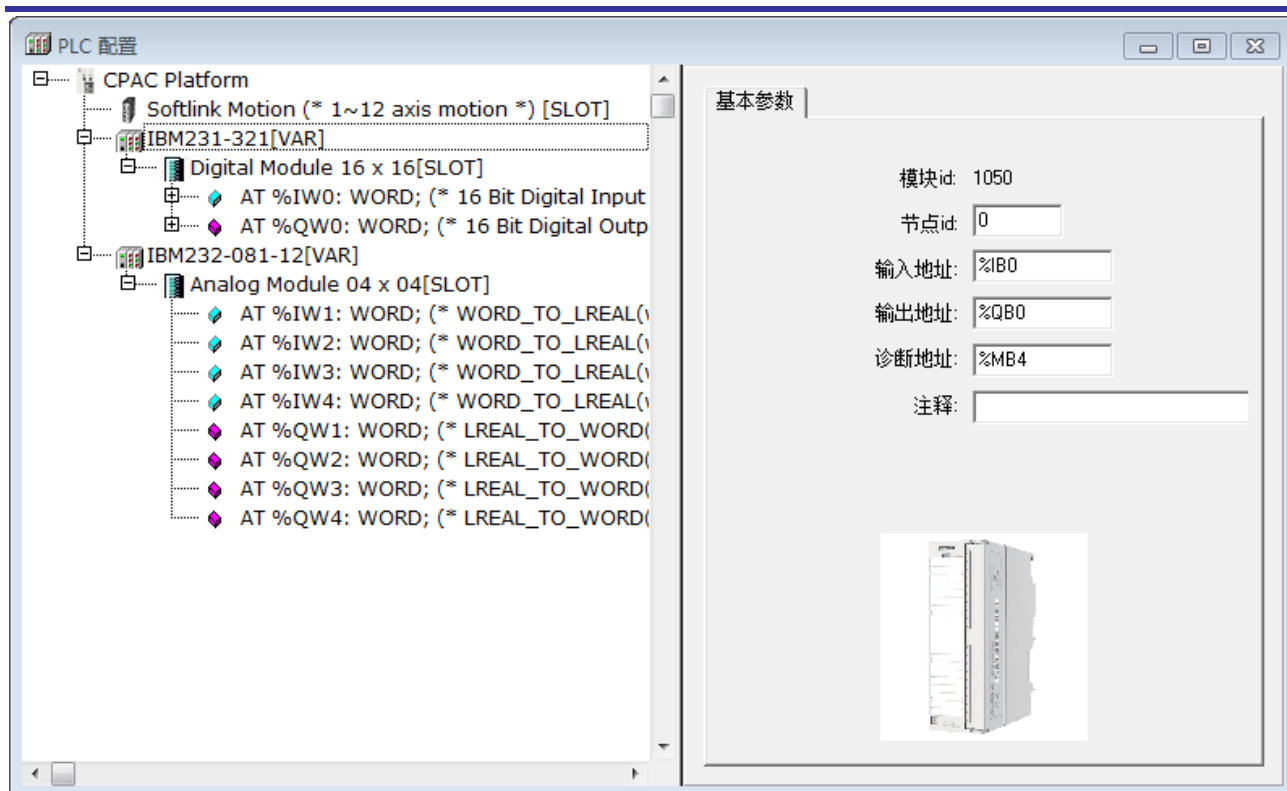 PLC 配置
CPAC Platform
Softlink Motion (* 1~12 axis motion *) [SLOT]
IBM231-321[VAR]
Digital Module 16 x 16[SLOT]
AT %IW0: WORD; (* 16 Bit Digital Input
AT %QW0: WORD; (* 16 Bit Digital Outp
IBM232-081-12[VAR]
Analog Module 04 x 04[SLOT]
AT %IW1: WORD; (* WORD_TO_LREAL(
AT %IW2: WORD; (* WORD_TO_LREAL(
AT %IW3: WORD; (* WORD_TO_LREAL(
AT %IW4: WORD; (* WORD_TO_LREAL(
AT %QW1: WORD; (* LREAL_TO_WORD(
AT %QW2: WORD; (* LREAL_TO_WORD(
AT %QW3: WORD; (* LREAL_TO_WORD(
AT %QW4: WORD; (* LREAL_TO_WORD(
基本参数
模块id: 1050
节点id: 0
输入地址: %IB0
输出地址: %QB0
诊断地址: %MB4
注释: